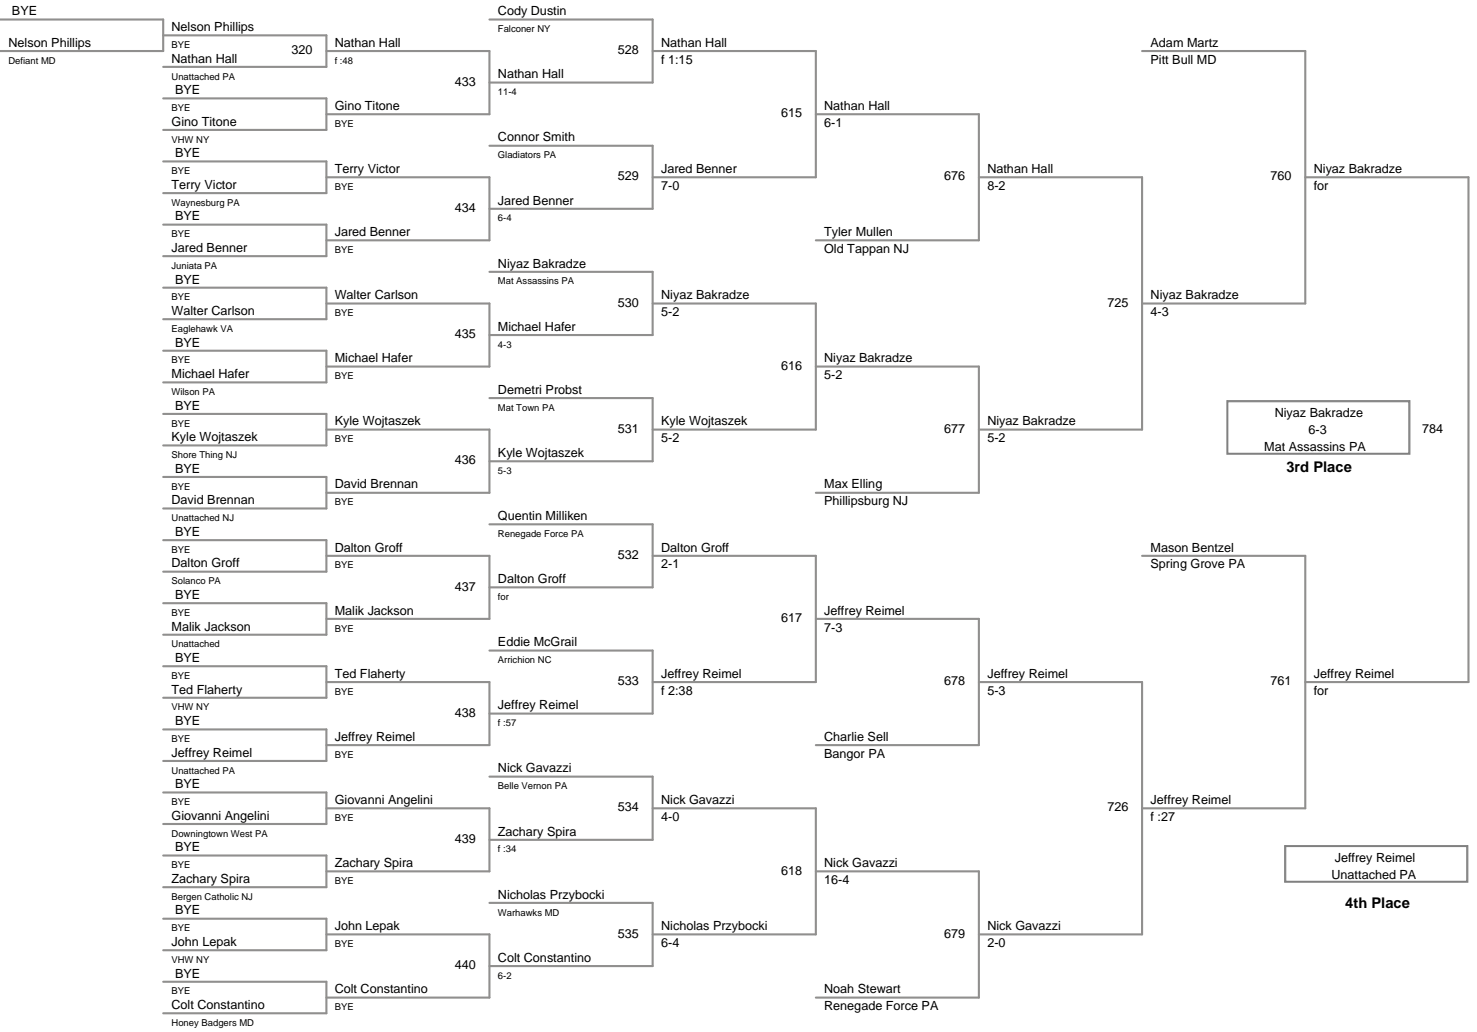 BYE
Nelson Phillips
Defiant MD
Nelson Phillips
BYE
320
Nathan Hall
Unattached PA
BYE
BYE
Gino Titone
VHW NY
BYE
BYE
Terry Victor
Waynesburg PA
BYE
BYE
Jared Benner
Juniata PA
BYE
BYE
Walter Carlson
Eaglehawk VA
BYE
BYE
Michael Hafer
Wilson PA
BYE
BYE
Kyle Wojtaszek
Shore Thing NJ
BYE
BYE
David Brennan
Unattached NJ
BYE
BYE
Dalton Groff
Solanco PA
BYE
BYE
Malik Jackson
Unattached
BYE
BYE
Ted Flaherty
VHW NY
BYE
BYE
Jeffrey Reimel
Unattached PA
BYE
BYE
Giovanni Angelini
Downingtown West PA
BYE
BYE
Zachary Spira
Bergen Catholic NJ
BYE
BYE
John Lepak
VHW NY
BYE
BYE
Colt Constantino
Honey Badgers MD
Nathan Hall
f :48
433
Gino Titone
BYE
Terry Victor
BYE
434
Jared Benner
BYE
Walter Carlson
BYE
435
Michael Hafer
BYE
Kyle Wojtaszek
BYE
436
David Brennan
BYE
Dalton Groff
BYE
437
Malik Jackson
BYE
Ted Flaherty
BYE
438
Jeffrey Reimel
BYE
Giovanni Angelini
BYE
439
Zachary Spira
BYE
John Lepak
BYE
440
Colt Constantino
BYE
Cody Dustin
Falconer NY
528
Nathan Hall
11-4
Connor Smith
Gladiators PA
529
Jared Benner
6-4
Niyaz Bakradze
Mat Assassins PA
530
Michael Hafer
4-3
Demetri Probst
Mat Town PA
531
Kyle Wojtaszek
5-3
Quentin Milliken
Renegade Force PA
532
Dalton Groff
for
Eddie McGrail
Arrichion NC
533
Jeffrey Reimel
f :57
Nick Gavazzi
Belle Vernon PA
534
Zachary Spira
f :34
Nicholas Przybocki
Warhawks MD
535
Colt Constantino
6-2
Nathan Hall
f 1:15
615
Jared Benner
7-0
Niyaz Bakradze
5-2
616
Kyle Wojtaszek
5-2
Dalton Groff
2-1
617
Jeffrey Reimel
f 2:38
Nick Gavazzi
4-0
618
Nicholas Przybocki
6-4
Nathan Hall
6-1
676
Tyler Mullen
Old Tappan NJ
Niyaz Bakradze
5-2
677
Max Elling
Phillipsburg NJ
Jeffrey Reimel
7-3
678
Charlie Sell
Bangor PA
Nick Gavazzi
16-4
679
Noah Stewart
Renegade Force PA
Nathan Hall
8-2
725
Niyaz Bakradze
5-2
Jeffrey Reimel
5-3
726
Nick Gavazzi
2-0
Adam Martz
Pitt Bull MD
760
Niyaz Bakradze
4-3
Mason Bentzel
Spring Grove PA
761
Jeffrey Reimel
f :27
Niyaz Bakradze
for
Jeffrey Reimel
for
Niyaz Bakradze
6-3
Mat Assassins PA
784
3rd Place
Jeffrey Reimel
Unattached PA
4th Place